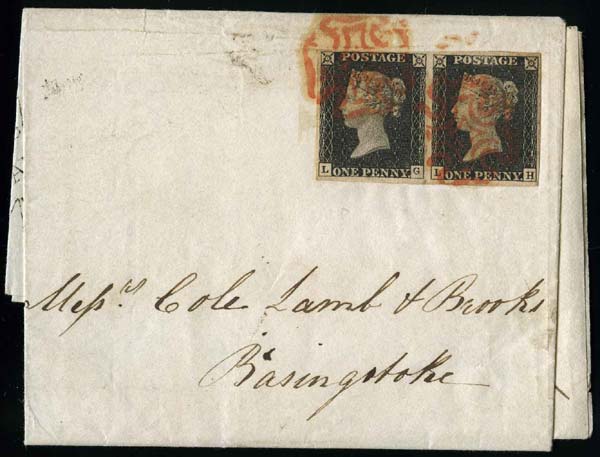 POSTAGE POSTAGE
L ONE PENNY G L ONE PENNY H
Messrs Cole Lamb & Brooks
Basingstoke